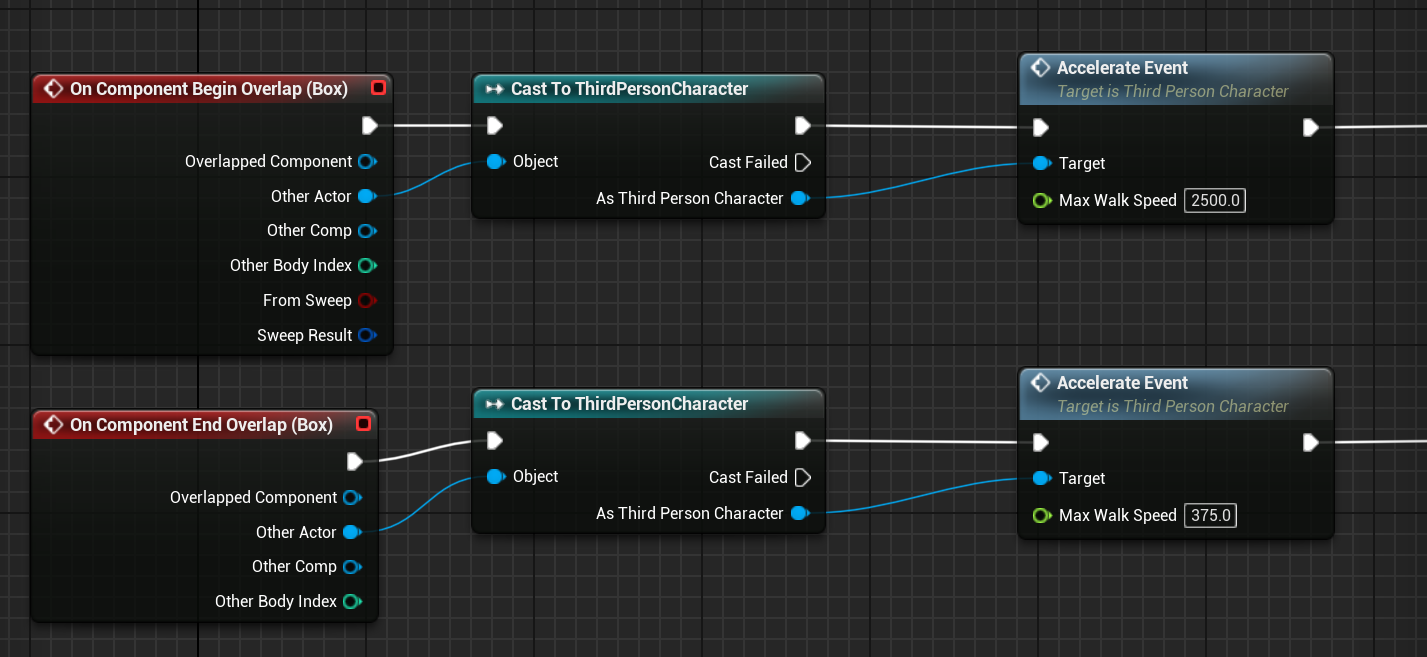 On Component Begin Overlap (Box)
Overlapped Component
Other Actor
Other Comp
Other Body Index
From Sweep
Sweep Result
Cast To ThirdPersonCharacter
Object
Cast Failed
As Third Person Character
Accelerate Event
Target is Third Person Character
Target
Max Walk Speed 2500.0
On Component End Overlap (Box)
Overlapped Component
Other Actor
Other Comp
Other Body Index
Cast To ThirdPersonCharacter
Object
Cast Failed
As Third Person Character
Accelerate Event
Target is Third Person Character
Target
Max Walk Speed 375.0